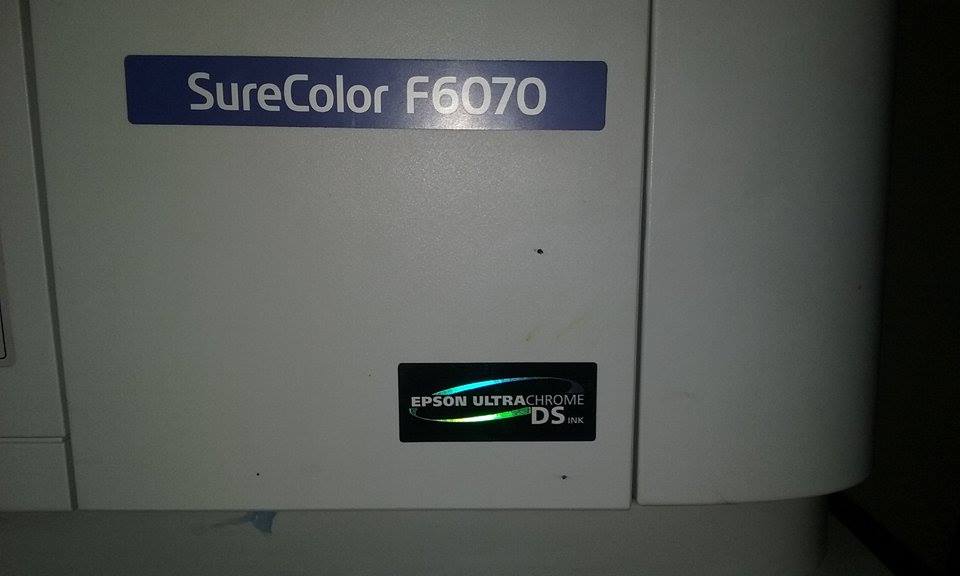 SureColor F6070
EPSON ULTRACHROME
DS INK